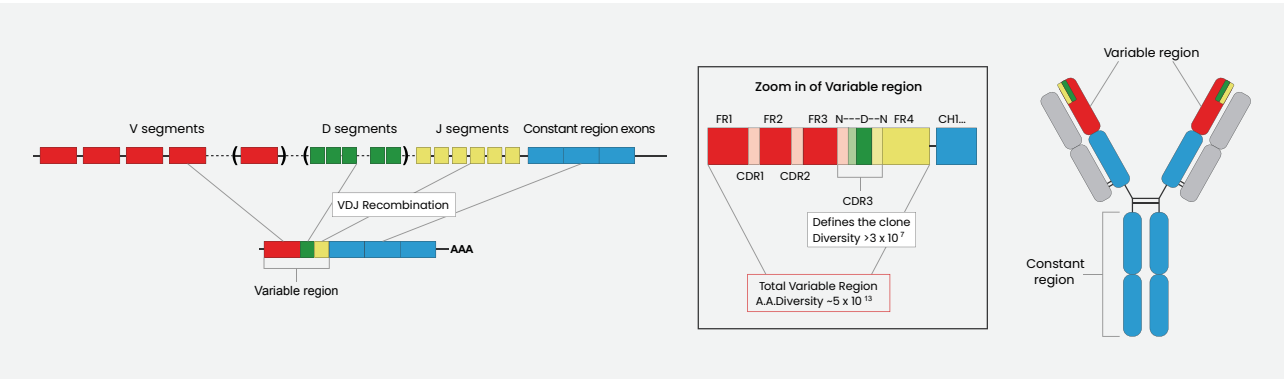 V segments
D segments
J segments
Constant region exons
VDJ Recombination
AAA
Variable region
Zoom in of Variable region
FR1
FR2
FR3
N---D--N
FR4
CH1...
CDR1
CDR2
CDR3
Defines the clone
Diversity >3 x 10 7
Total Variable Region
A.A.Diversity ~5 x 10 13
Variable region
Constant
region